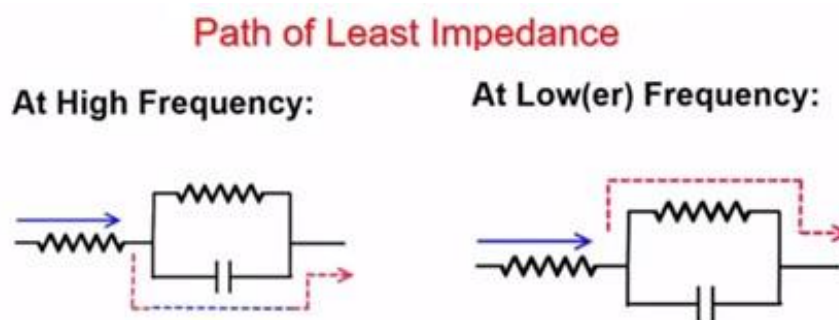 Path of Least Impedance
At High Frequency:
At Low(er) Frequency: